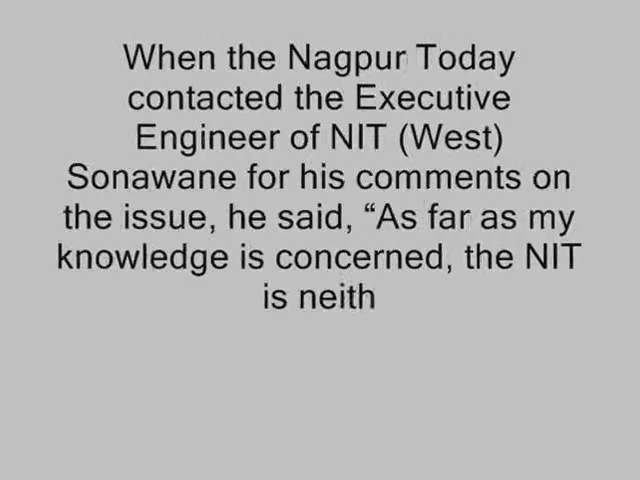 When the Nagpur Today
contacted the Executive
Engineer of NIT (West)
Sonawane for his comments on
the issue, he said, “As far as my
knowledge is concerned, the NIT
is neith